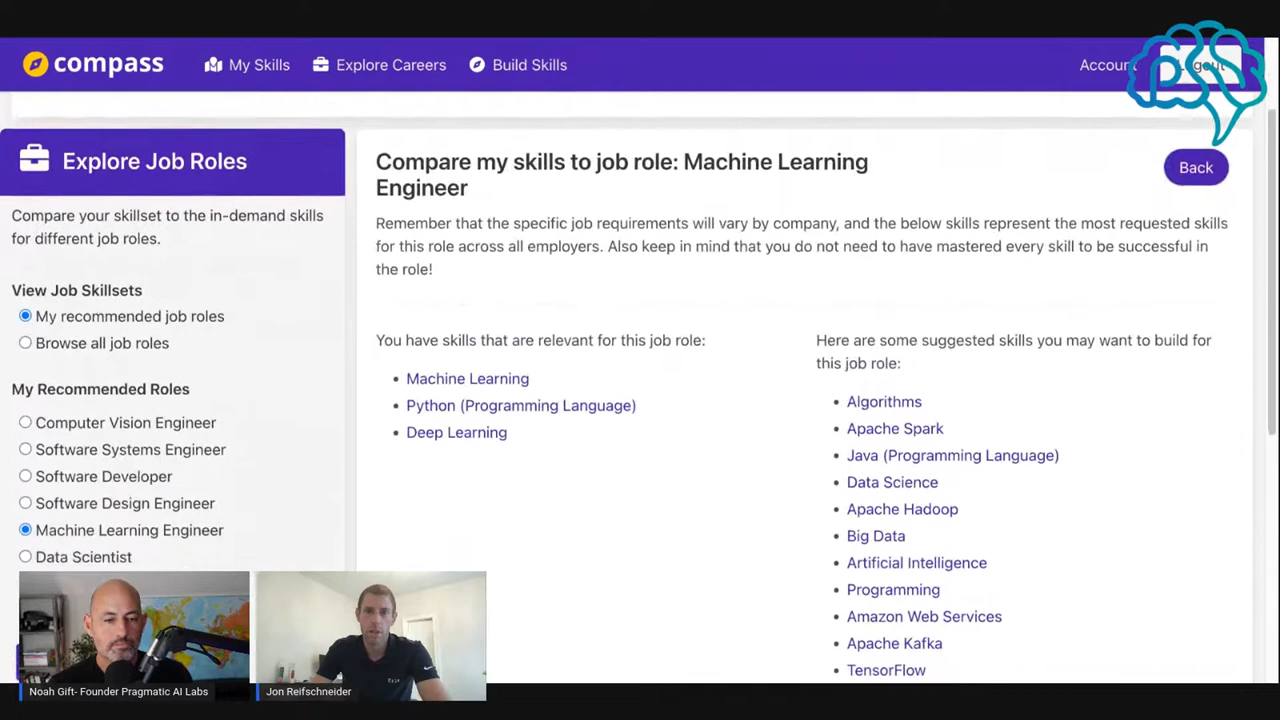 compass
My Skills
Explore Careers
Build Skills
Account
Logout
Explore Job Roles
Compare your skillset to the in-demand skills
for different job roles.
View Job Skillsets
My recommended job roles
Browse all job roles
My Recommended Roles
Computer Vision Engineer
Software Systems Engineer
Software Developer
Software Design Engineer
Machine Learning Engineer
Data Scientist
Compare my skills to job role: Machine Learning
Engineer
Back
Remember that the specific job requirements will vary by company, and the below skills represent the most requested skills
for this role across all employers. Also keep in mind that you do not need to have mastered every skill to be successful in
the role!
You have skills that are relevant for this job role:
Machine Learning
Python (Programming Language)
Deep Learning
Here are some suggested skills you may want to build for
this job role:
Algorithms
Apache Spark
Java (Programming Language)
Data Science
Apache Hadoop
Big Data
Artificial Intelligence
Programming
Amazon Web Services
Apache Kafka
TensorFlow
Noah Gift- Founder Pragmatic AI Labs
Jon Reifschneider